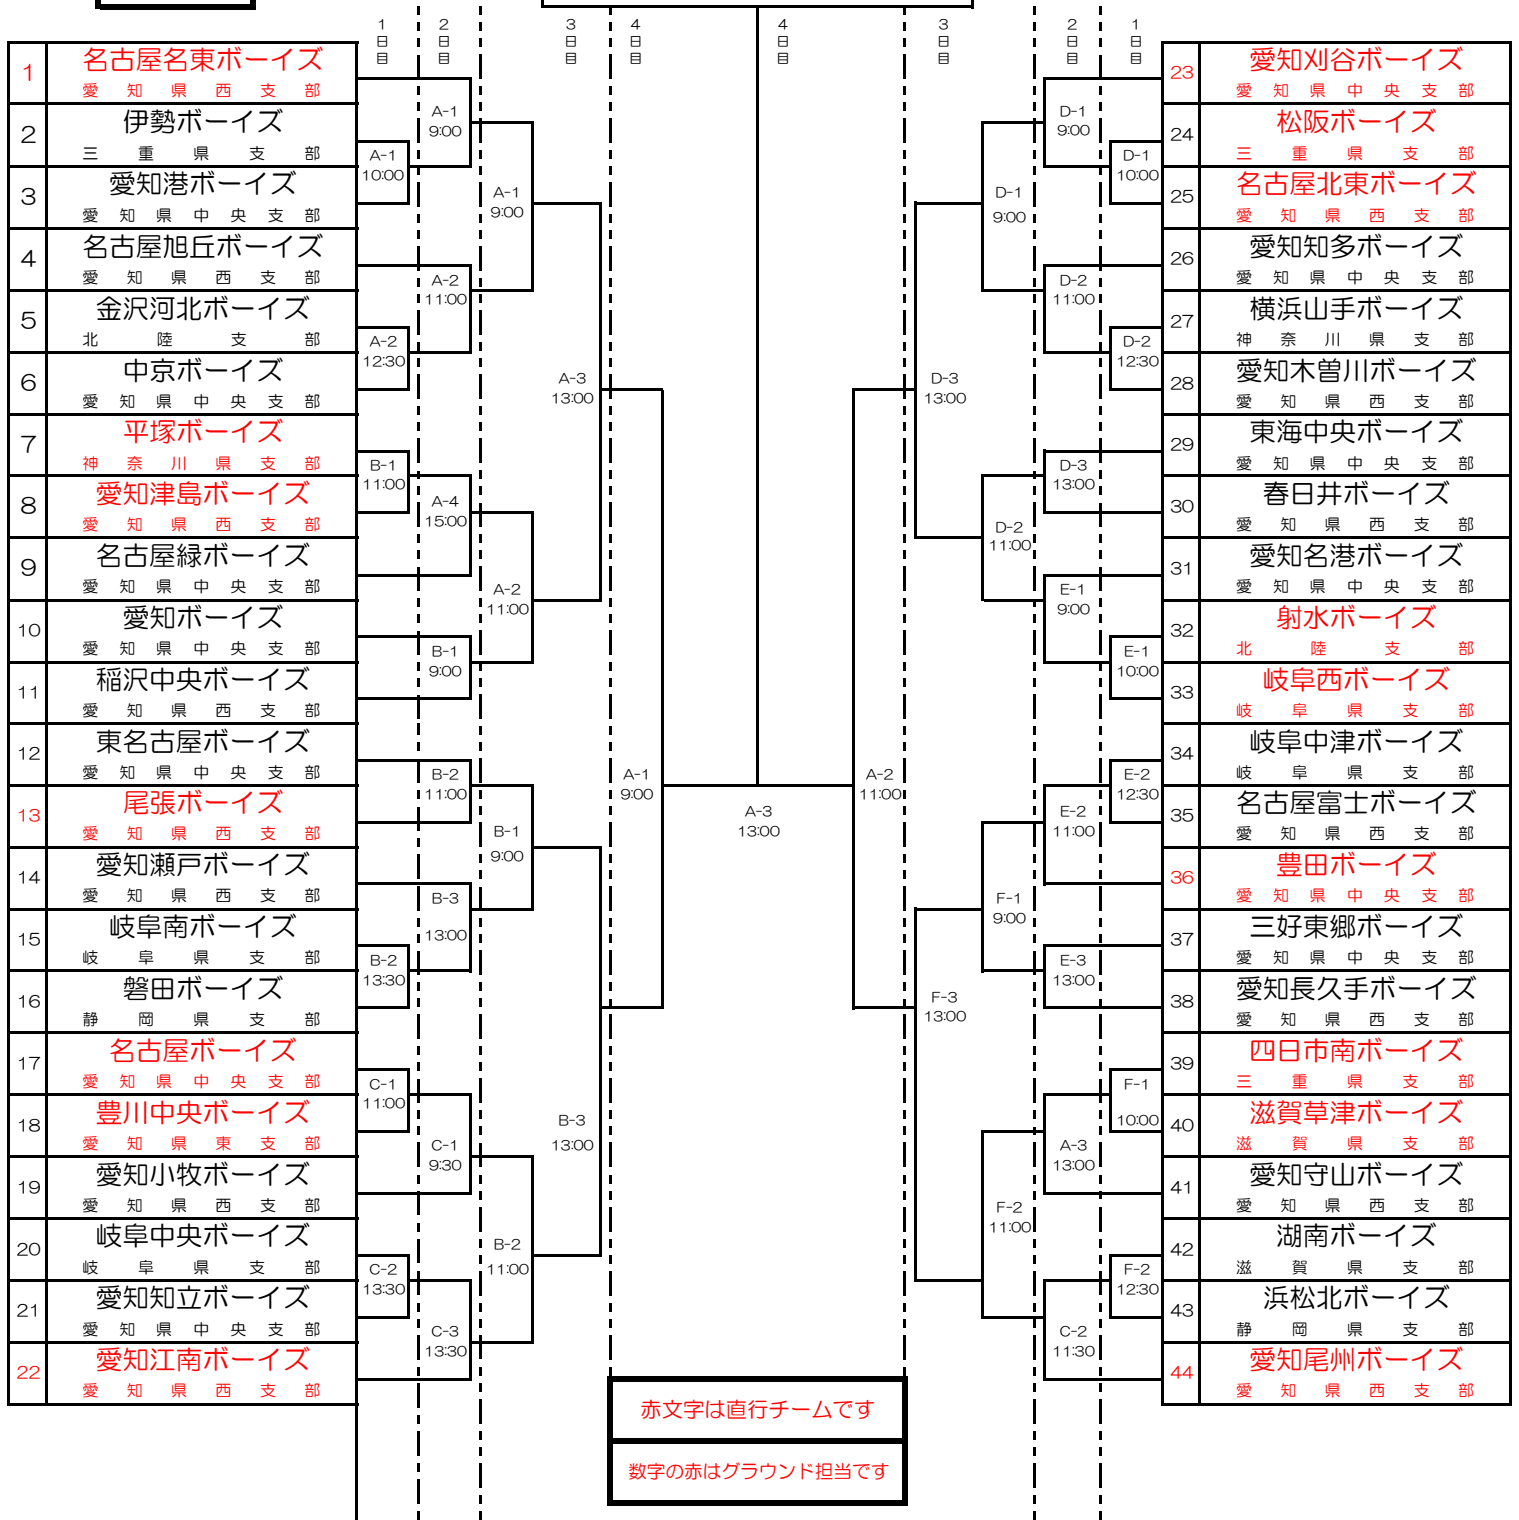 1日目 2日目 3日目 4日目 4日目 3日目 2日目 1日目
1 名古屋名東ボーイズ
愛知県西支部
2 伊勢ボーイズ
三重県支部
3 愛知港ボーイズ
愛知県中央支部
4 名古屋旭丘ボーイズ
愛知県西支部
5 金沢河北ボーイズ
北陸支部
6 中京ボーイズ
愛知県中央支部
7 平塚ボーイズ
神奈川県支部
8 愛知津島ボーイズ
愛知県西支部
9 名古屋緑ボーイズ
愛知県中央支部
10 愛知ボーイズ
愛知県中央支部
11 稲沢中央ボーイズ
愛知県西支部
12 東名古屋ボーイズ
愛知県中央支部
13 尾張ボーイズ
愛知県西支部
14 愛知瀬戸ボーイズ
愛知県西支部
15 岐阜南ボーイズ
岐阜県支部
16 磐田ボーイズ
静岡県支部
17 名古屋ボーイズ
愛知県中央支部
18 豊川中央ボーイズ
愛知県東支部
19 愛知小牧ボーイズ
愛知県西支部
20 岐阜中央ボーイズ
岐阜県支部
21 愛知知立ボーイズ
愛知県中央支部
22 愛知江南ボーイズ
愛知県西支部
A-1
10:00
A-2
12:30
B-1
11:00
B-2
13:30
C-1
11:00
C-2
13:30
A-1
9:00
A-2
11:00
A-4
15:00
B-1
9:00
B-2
11:00
B-3
13:00
C-1
9:30
C-3
13:30
A-1
9:00
A-2
11:00
B-1
9:00
B-2
11:00
A-3
13:00
B-3
13:00
A-1
9:00
A-3
13:00
A-2
11:00
D-3
13:00
F-3
13:00
D-1
9:00
D-2
11:00
F-1
9:00
F-2
11:00
D-1
9:00
D-2
11:00
D-3
13:00
E-1
9:00
E-2
11:00
E-3
13:00
A-3
13:00
C-2
11:30
D-1
10:00
D-2
12:30
E-1
10:00
E-2
12:30
F-1
10:00
F-2
12:30
23 愛知刈谷ボーイズ
愛知県中央支部
24 松阪ボーイズ
三重県支部
25 名古屋北東ボーイズ
愛知県西支部
26 愛知知多ボーイズ
愛知県中央支部
27 横浜山手ボーイズ
神奈川県支部
28 愛知木曽川ボーイズ
愛知県西支部
29 東海中央ボーイズ
愛知県中央支部
30 春日井ボーイズ
愛知県西支部
31 愛知名港ボーイズ
愛知県中央支部
32 射水ボーイズ
北陸支部
33 岐阜西ボーイズ
岐阜県支部
34 岐阜中津ボーイズ
岐阜県支部
35 名古屋富士ボーイズ
愛知県西支部
36 豊田ボーイズ
愛知県中央支部
37 三好東郷ボーイズ
愛知県中央支部
38 愛知長久手ボーイズ
愛知県西支部
39 四日市南ボーイズ
三重県支部
40 滋賀草津ボーイズ
滋賀県支部
41 愛知守山ボーイズ
愛知県西支部
42 湖南ボーイズ
滋賀県支部
43 浜松北ボーイズ
静岡県支部
44 愛知尾州ボーイズ
愛知県西支部
赤文字は直行チームです
数字の赤はグラウンド担当です